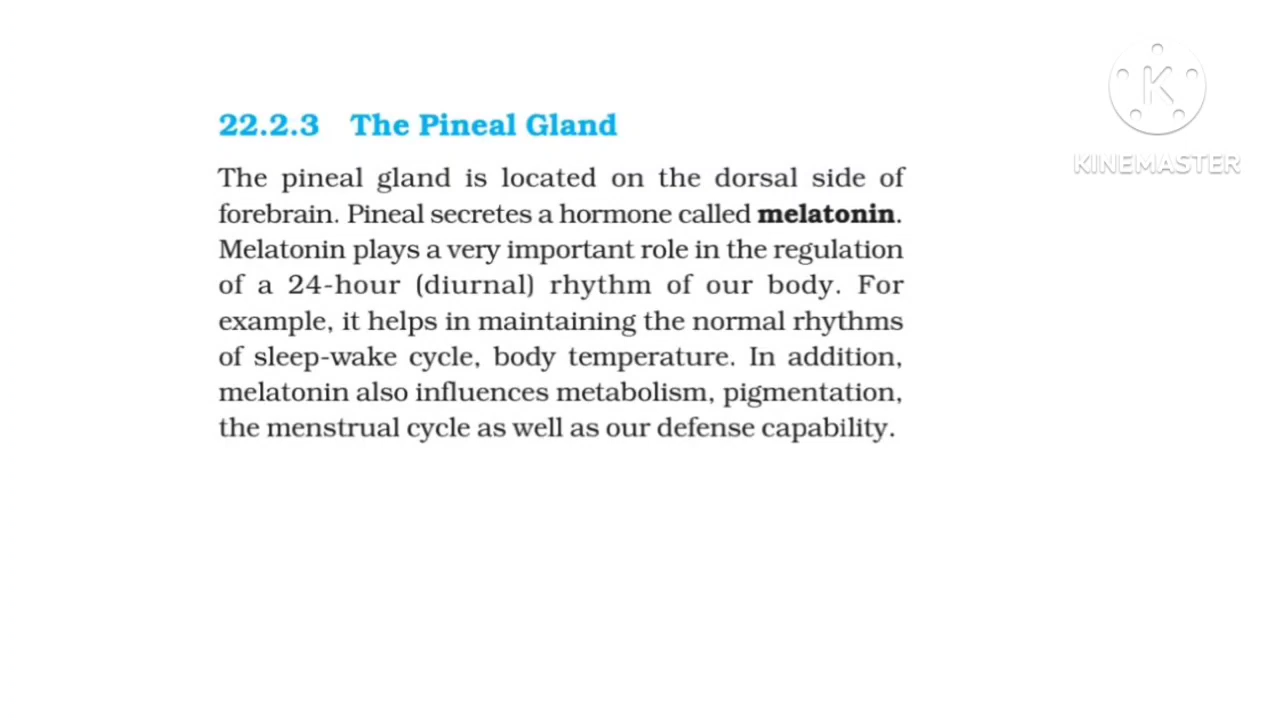 22.2.3 The Pineal Gland
The pineal gland is located on the dorsal side of
forebrain. Pineal secretes a hormone called melatonin.
Melatonin plays a very important role in the regulation
of a 24-hour (diurnal) rhythm of our body. For
example, it helps in maintaining the normal rhythms
of sleep-wake cycle, body temperature. In addition,
melatonin also influences metabolism, pigmentation,
the menstrual cycle as well as our defense capability.
K
KINEMASTER